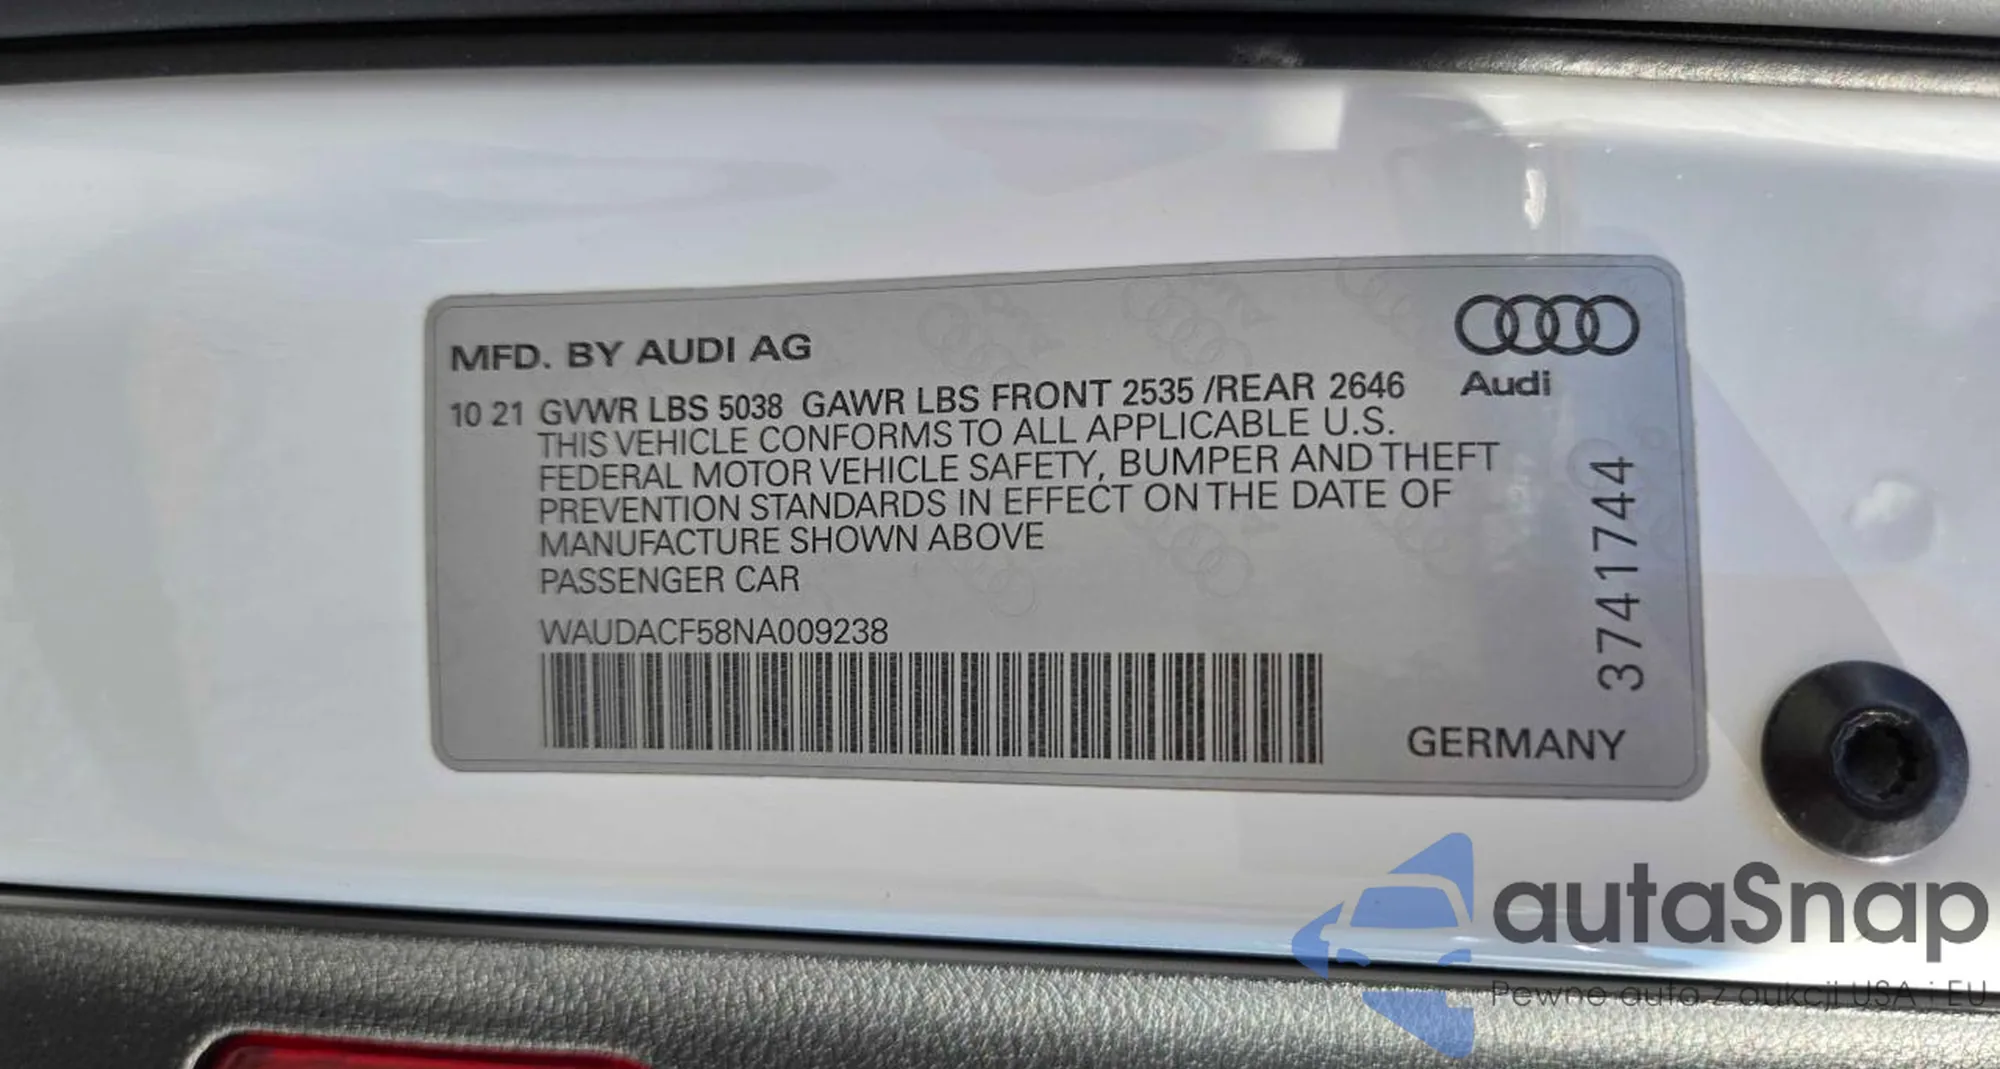 MFD. BY AUDI AG
Audi
10 21 GVWR LBS 5038 GAWR LBS FRONT 2535 /REAR 2646
THIS VEHICLE CONFORMS TO ALL APPLICABLE U.S.
FEDERAL MOTOR VEHICLE SAFETY, BUMPER AND THEFT
PREVENTION STANDARDS IN EFFECT ON THE DATE OF
MANUFACTURE SHOWN ABOVE
PASSENGER CAR
WAUDACF58NA009238
3741744
GERMANY
autaSnap
Pewne auto z aukcji USA i EU